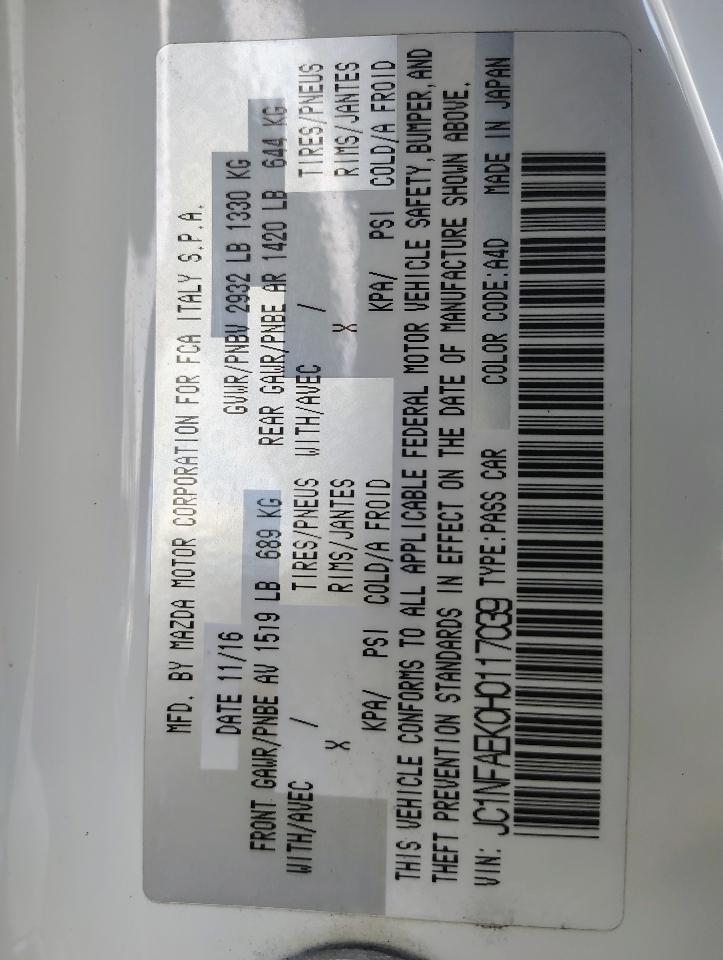 MFD. BY MAZDA MOTOR CORPORATION FOR FCA ITALY S.P.A.
DATE 11/16 GVWR/PNBV 2932 LB 1330 KG
FRONT GAWR/PNBE AV 1519 LB 689 KG REAR GAWR/PNBE AR 1420 LB 644 KG
WITH/AVEC / TIRES/PNEUS WITH/AVEC / TIRES/PNEUS
X RIMS/JANTES X RIMS/JANTES
KPA/ PSI COLD/A FROID KPA/ PSI COLD/A FROID
THIS VEHICLE CONFORMS TO ALL APPLICABLE FEDERAL MOTOR VEHICLE SAFETY, BUMPER, AND
THEFT PREVENTION STANDARDS IN EFFECT ON THE DATE OF MANUFACTURE SHOWN ABOVE.
VIN: JC1NFAEK0H0117039 TYPE:PASS CAR COLOR CODE:A4D MADE IN JAPAN